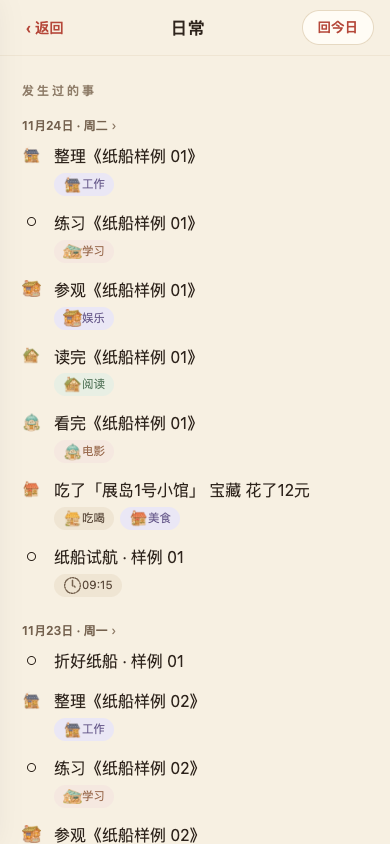 ‹ 返回
日常
回今日
发生过的事
11月24日 · 周二 ›
整理《纸船样例 01》
工作
练习《纸船样例 01》
学习
参观《纸船样例 01》
娱乐
读完《纸船样例 01》
阅读
看完《纸船样例 01》
电影
吃了「展岛1号小馆」 宝藏 花了12元
吃喝 美食
纸船试航 · 样例 01
09:15
11月23日 · 周一 ›
折好纸船 · 样例 01
整理《纸船样例 02》
工作
练习《纸船样例 02》
学习
参观《纸船样例 02》